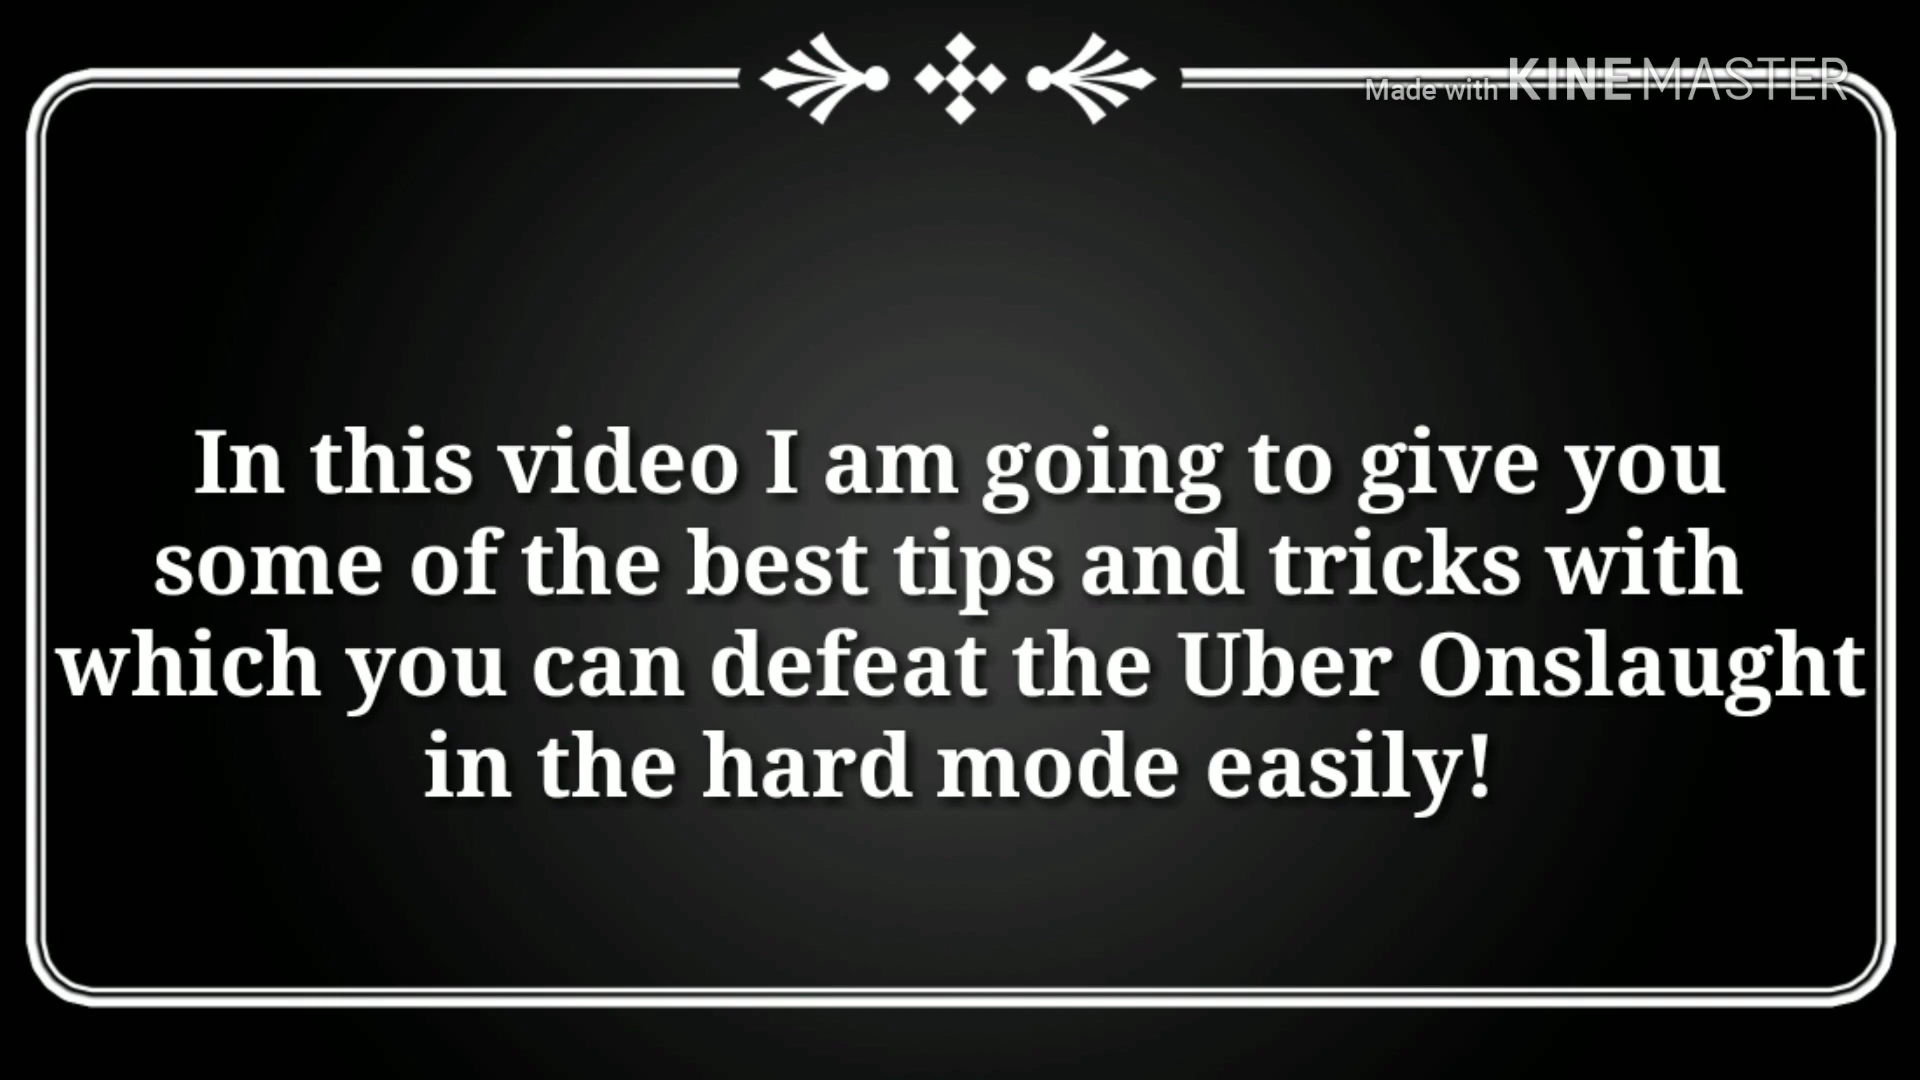 Made with KINEMASTER
In this video I am going to give you
some of the best tips and tricks with
which you can defeat the Uber Onslaught
in the hard mode easily!